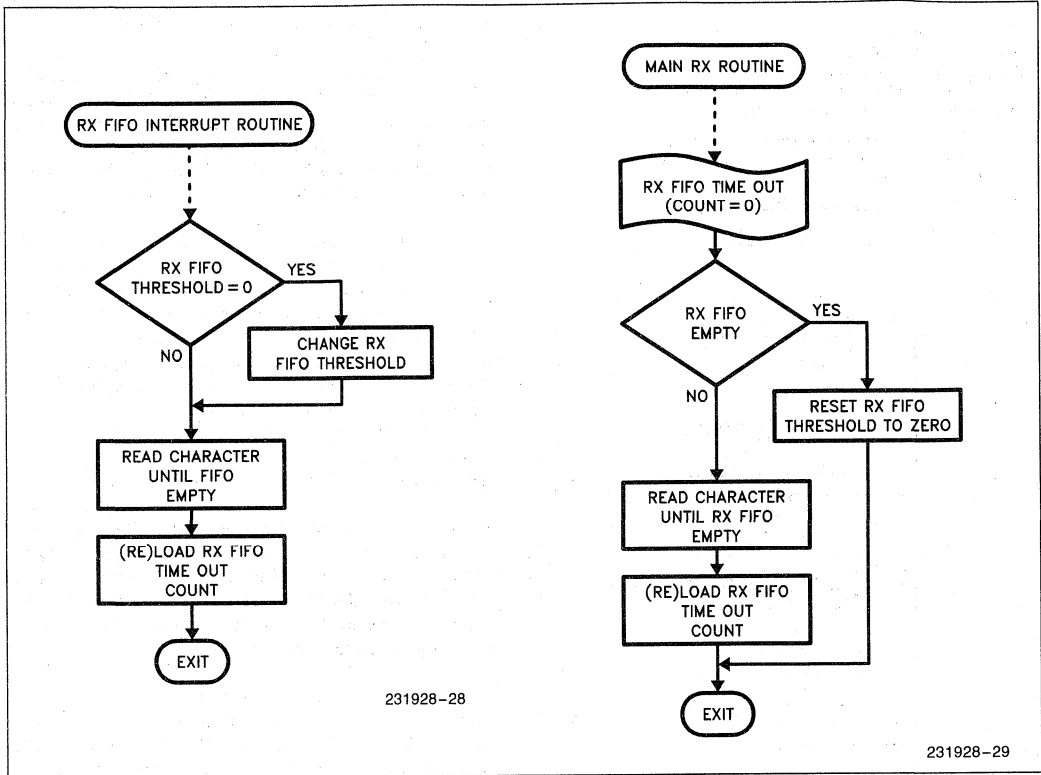 RX FIFO INTERRUPT ROUTINE
RX FIFO
THRESHOLD = 0
YES
NO
CHANGE RX
FIFO THRESHOLD
READ CHARACTER
UNTIL FIFO
EMPTY
(RE)LOAD RX FIFO
TIME OUT
COUNT
EXIT
231928-28
MAIN RX ROUTINE
RX FIFO TIME OUT
(COUNT = 0)
RX FIFO
EMPTY
YES
NO
RESET RX FIFO
THRESHOLD TO ZERO
READ CHARACTER
UNTIL RX FIFO
EMPTY
(RE)LOAD RX FIFO
TIME OUT
COUNT
EXIT
231928-29